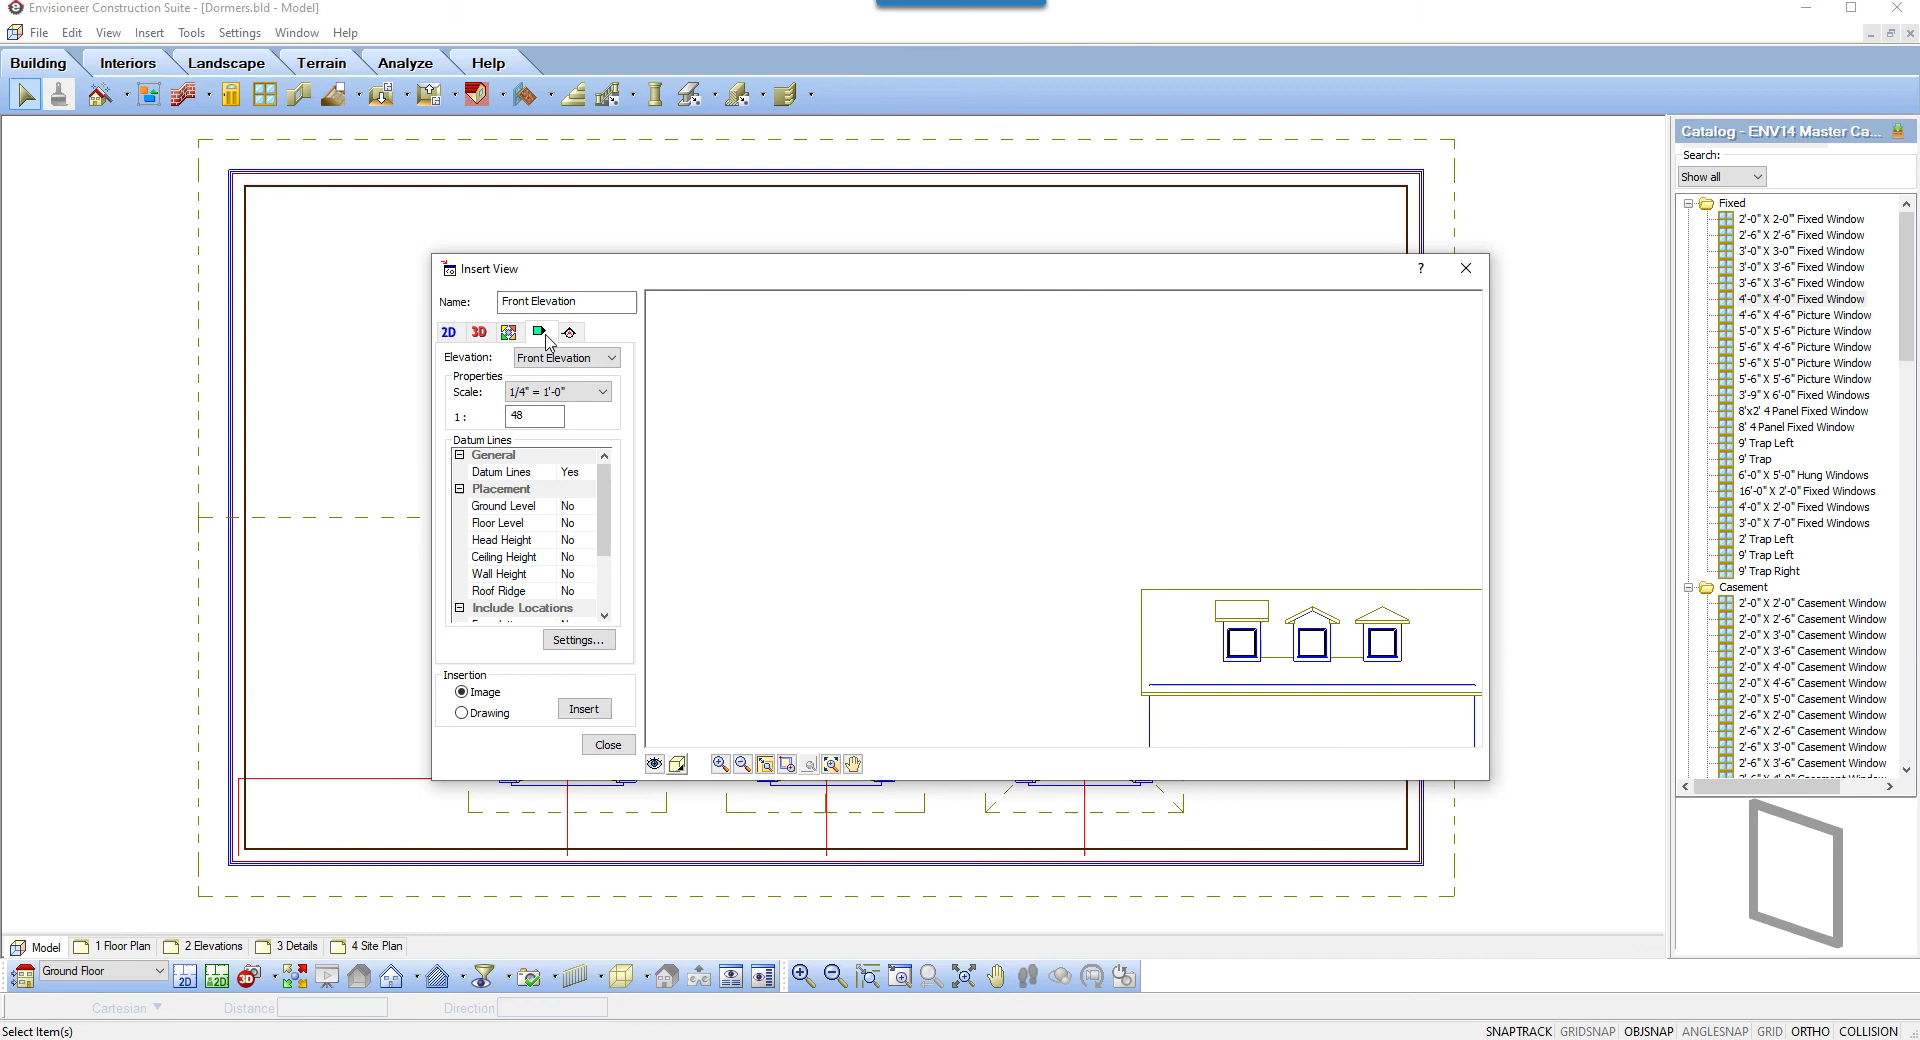 Envisioneer Construction Suite - [Dormers.bld - Model]
File Edit View Insert Tools Settings Window Help
Building Interiors Landscape Terrain Analyze Help
Catalog - ENV14 Master Ca...
Search:
Show all
Fixed
2'-0" X 2-0'" Fixed Window
2'-6" X 2'-6" Fixed Window
3'-0" X 3-0'" Fixed Window
3'-0" X 3'-6" Fixed Window
3'-6" X 3'-6" Fixed Window
4'-0" X 4'-0" Fixed Window
4'-6" X 4'-6" Picture Window
5'-0" X 5'-6" Picture Window
5'-6" X 4'-6" Picture Window
5'-6" X 5'-0" Picture Window
5'-6" X 5'-6" Picture Window
3'-9" X 6'-0" Fixed Windows
8'x2' 4 Panel Fixed Window
8' 4 Panel Fixed Window
9' Trap Left
9' Trap
6'-0" X 5'-0" Hung Windows
16'-0" X 2'-0" Fixed Windows
4'-0" X 2'-0" Fixed Windows
3'-0" X 7'-0" Fixed Windows
2' Trap Left
9' Trap Left
9' Trap Right
Casement
2'-0" X 2'-0" Casement Window
2'-0" X 2'-6" Casement Window
2'-0" X 3'-0" Casement Window
2'-0" X 3'-6" Casement Window
2'-0" X 4'-0" Casement Window
2'-0" X 4'-6" Casement Window
2'-0" X 5'-0" Casement Window
2'-6" X 2'-0" Casement Window
2'-6" X 2'-6" Casement Window
2'-6" X 3'-0" Casement Window
2'-6" X 3'-6" Casement Window
Insert View
?
Name: Front Elevation
2D 3D
Elevation: Front Elevation
Properties
Scale: 1/4" = 1'-0"
1 : 48
Datum Lines
General
Datum Lines Yes
Placement
Ground Level No
Floor Level No
Head Height No
Ceiling Height No
Wall Height No
Roof Ridge No
Include Locations
Settings...
Insertion
Image
Drawing
Insert
Close
Model 1 Floor Plan 2 Elevations 3 Details 4 Site Plan
Ground Floor 2D 2D 3D
Cartesian Distance Direction
Select Item(s)
SNAPTRACK GRIDSNAP OBJSNAP ANGLESNAP GRID ORTHO COLLISION